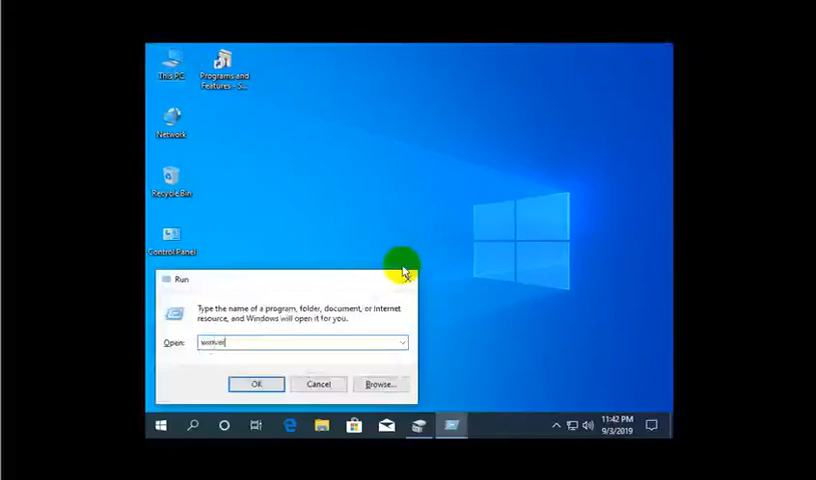 This PC
Programs and
Features - S...
Network
Recycle Bin
Control Panel
Run
Type the name of a program, folder, document, or Internet
resource, and Windows will open it for you.
Open:
winver
OK
Cancel
Browse...
11:42 PM
9/3/2019